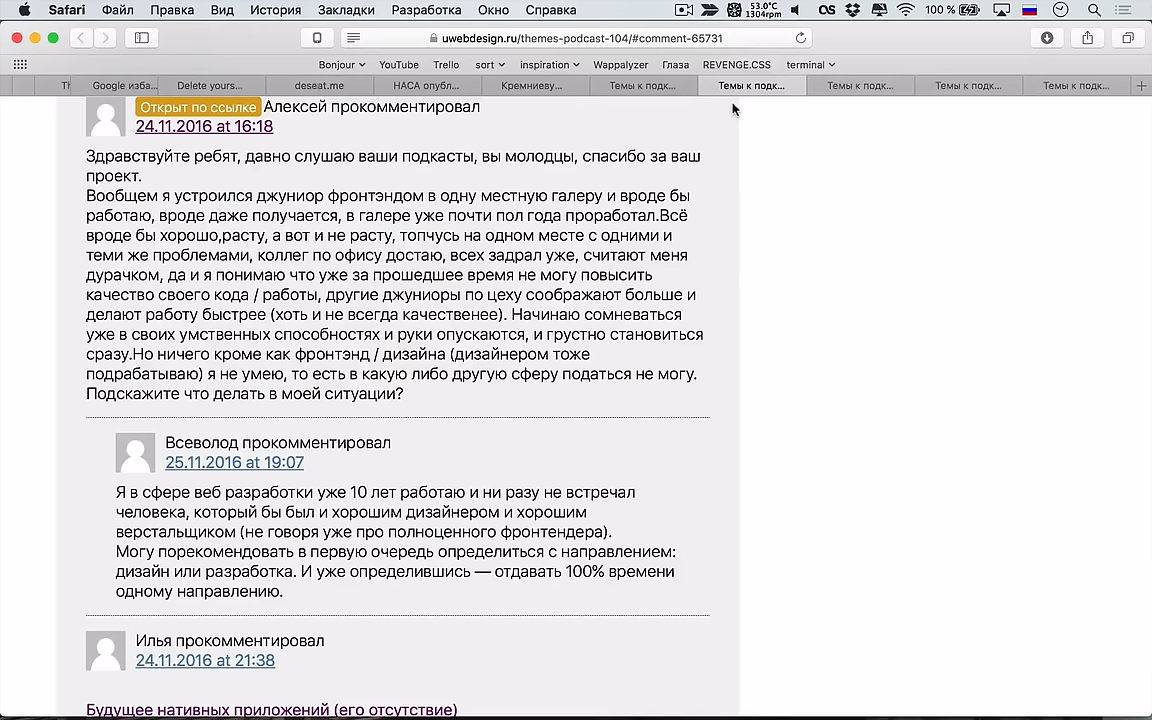 Safari Файл Правка Вид История Закладки Разработка Окно Справка 53.0°C 1304rpm 100 %
uwebdesign.ru/themes-podcast-104/#comment-65731
Bonjour YouTube Trello sort inspiration Wappalyzer Глаза REVENGE.CSS terminal
Google изба... Delete yours... deseat.me НАСА опубл... Кремниеву... Темы к подк... Темы к подк... Темы к подк... Темы к подк... Темы к подк...
Открыт по ссылке Алексей прокомментировал
24.11.2016 at 16:18
Здравствуйте ребят, давно слушаю ваши подкасты, вы молодцы, спасибо за ваш
проект.
Вообщем я устроился джуниор фронтэндом в одну местную галеру и вроде бы
работаю, вроде даже получается, в галере уже почти пол года проработал.Всё
вроде бы хорошо,расту, а вот и не расту, топчусь на одном месте с одними и
теми же проблемами, коллег по офису достаю, всех задрал уже, считают меня
дурачком, да и я понимаю что уже за прошедшее время не могу повысить
качество своего кода / работы, другие джуниоры по цеху соображают больше и
делают работу быстрее (хоть и не всегда качественее). Начинаю сомневаться
уже в своих умственных способностях и руки опускаются, и грустно становиться
сразу.Но ничего кроме как фронтэнд / дизайна (дизайнером тоже
подрабатываю) я не умею, то есть в какую либо другую сферу податься не могу.
Подскажите что делать в моей ситуации?
Всеволод прокомментировал
25.11.2016 at 19:07
Я в сфере веб разработки уже 10 лет работаю и ни разу не встречал
человека, который бы был и хорошим дизайнером и хорошим
верстальщиком (не говоря уже про полноценного фронтендера).
Могу порекомендовать в первую очередь определиться с направлением:
дизайн или разработка. И уже определившись — отдавать 100% времени
одному направлению.
Илья прокомментировал
24.11.2016 at 21:38
Будущее нативных приложений (его отсутствие)